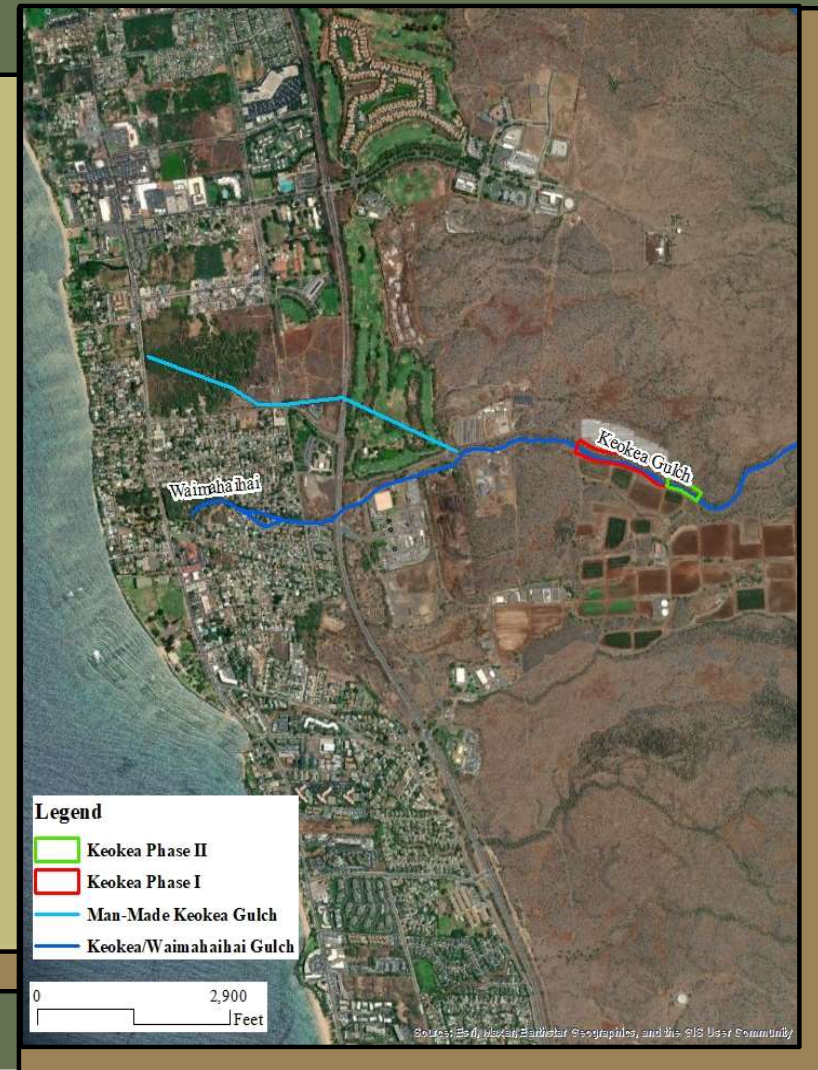 Keokea Gulch
Waimahaihai
Legend
Keokea Phase II
Keokea Phase I
Man-Made Keokea Gulch
Keokea/Waimahaihai Gulch
0 2,900
Feet
Source: Esri, Maxar, Earthstar Geographics, and the GIS User Community